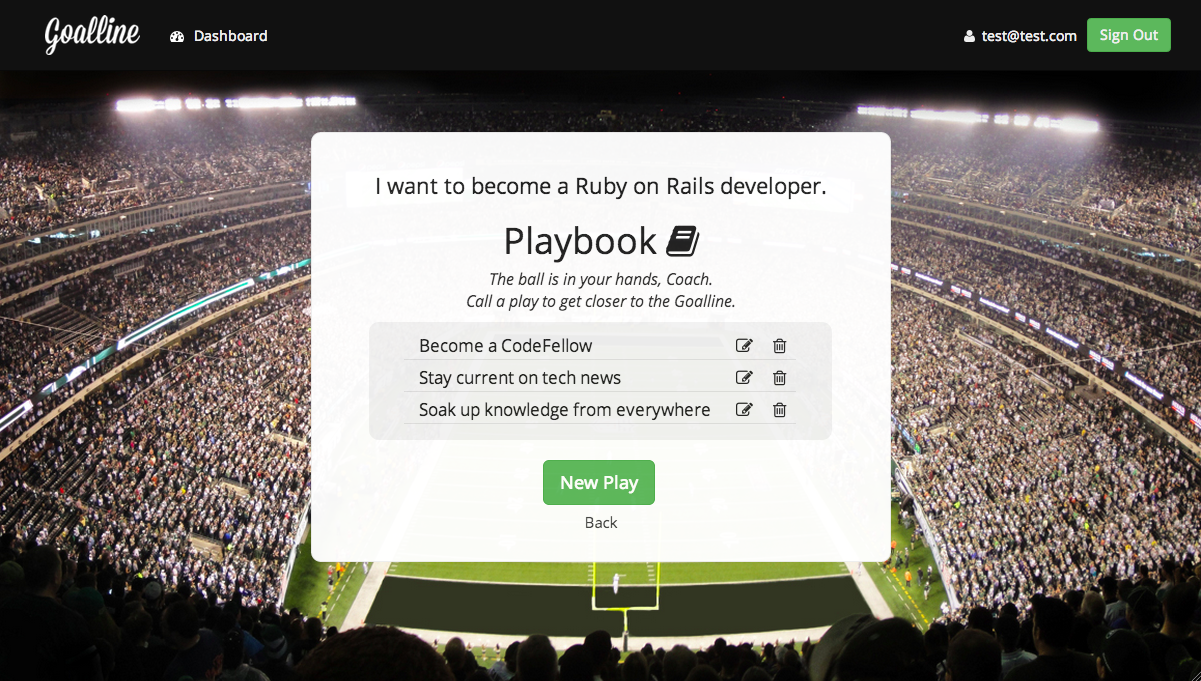 Goalline
Dashboard
test@test.com
Sign Out
I want to become a Ruby on Rails developer.
Playbook
The ball is in your hands, Coach.
Call a play to get closer to the Goalline.
Become a CodeFellow
Stay current on tech news
Soak up knowledge from everywhere
New Play
Back